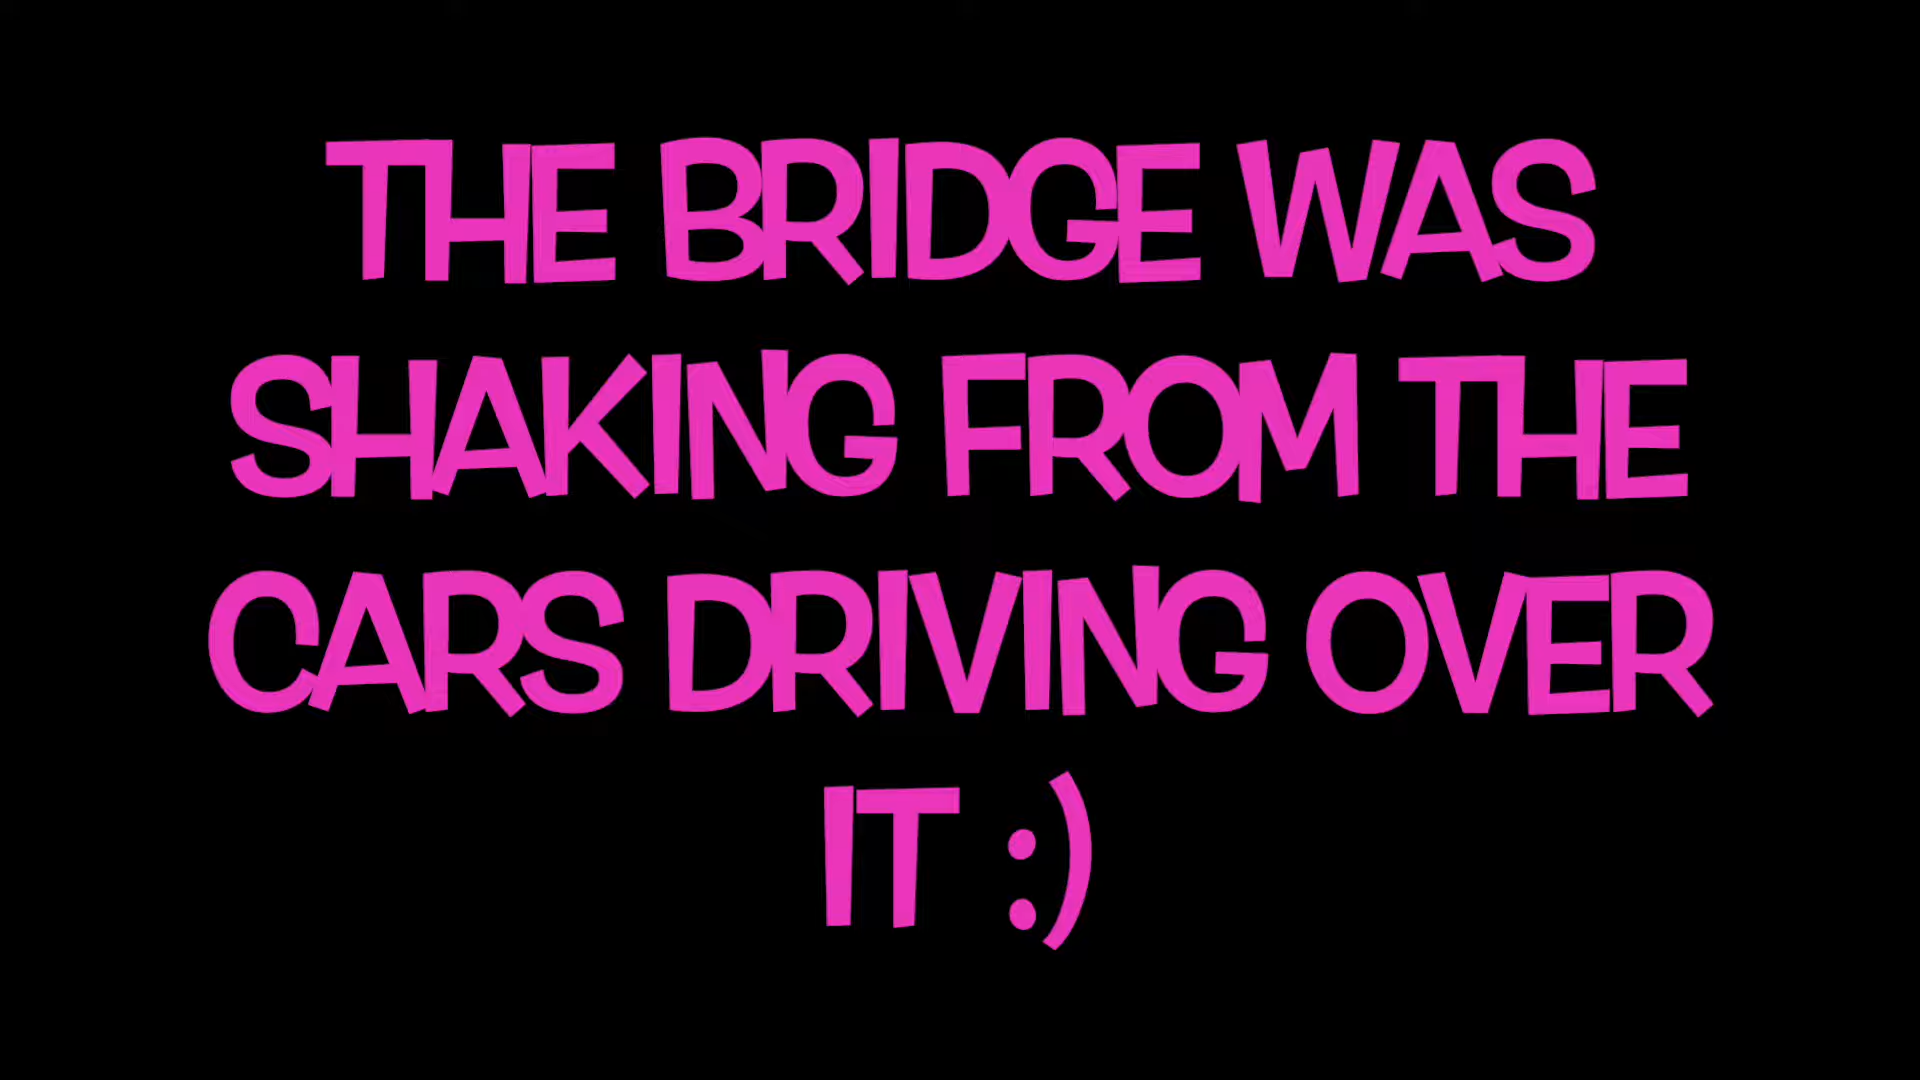 THE BRIDGE WAS
SHAKING FROM THE
CARS DRIVING OVER
IT :)